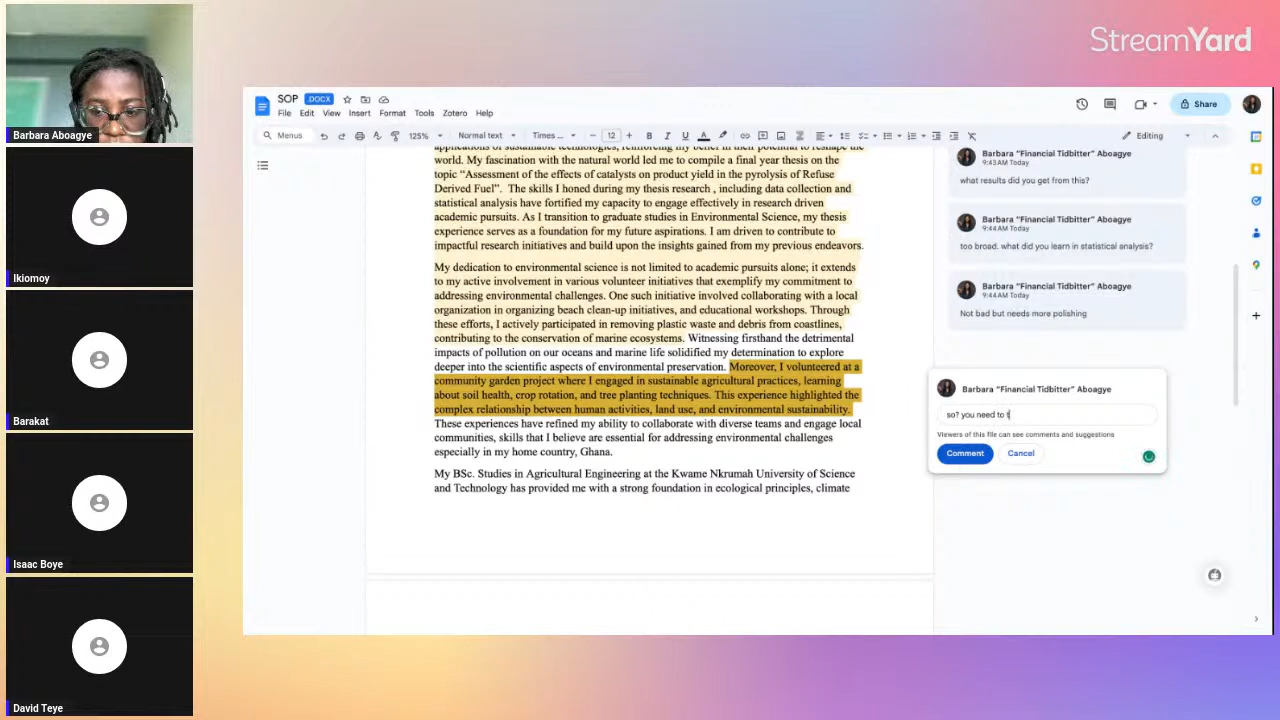 StreamYard
Barbara Aboagye
Ikiomoy
Barakat
Isaac Boye
David Teye
SOP DOCX
File Edit View Insert Format Tools Zotero Help
Share
Menus 125% Normal text Times ... 12 B I U A Editing
applications of sustainable technologies, reinforcing my belief in their potential to reshape the
world. My fascination with the natural world led me to compile a final year thesis on the
topic “Assessment of the effects of catalysts on product yield in the pyrolysis of Refuse
Derived Fuel”. The skills I honed during my thesis research , including data collection and
statistical analysis have fortified my capacity to engage effectively in research driven
academic pursuits. As I transition to graduate studies in Environmental Science, my thesis
experience serves as a foundation for my future aspirations. I am driven to contribute to
impactful research initiatives and build upon the insights gained from my previous endeavors.
My dedication to environmental science is not limited to academic pursuits alone; it extends
to my active involvement in various volunteer initiatives that exemplify my commitment to
addressing environmental challenges. One such initiative involved collaborating with a local
organization in organizing beach clean-up initiatives, and educational workshops. Through
these efforts, I actively participated in removing plastic waste and debris from coastlines,
contributing to the conservation of marine ecosystems. Witnessing firsthand the detrimental
impacts of pollution on our oceans and marine life solidified my determination to explore
deeper into the scientific aspects of environmental preservation. Moreover, I volunteered at a
community garden project where I engaged in sustainable agricultural practices, learning
about soil health, crop rotation, and tree planting techniques. This experience highlighted the
complex relationship between human activities, land use, and environmental sustainability.
These experiences have refined my ability to collaborate with diverse teams and engage local
communities, skills that I believe are essential for addressing environmental challenges
especially in my home country, Ghana.
My BSc. Studies in Agricultural Engineering at the Kwame Nkrumah University of Science
and Technology has provided me with a strong foundation in ecological principles, climate
Barbara “Financial Tidbitter” Aboagye
9:43 AM Today
what results did you get from this?
Barbara “Financial Tidbitter” Aboagye
9:44 AM Today
too broad. what did you learn in statistical analysis?
Barbara “Financial Tidbitter” Aboagye
9:44 AM Today
Not bad but needs more polishing
Barbara “Financial Tidbitter” Aboagye
so? you need to t
Viewers of this file can see comments and suggestions
Comment Cancel